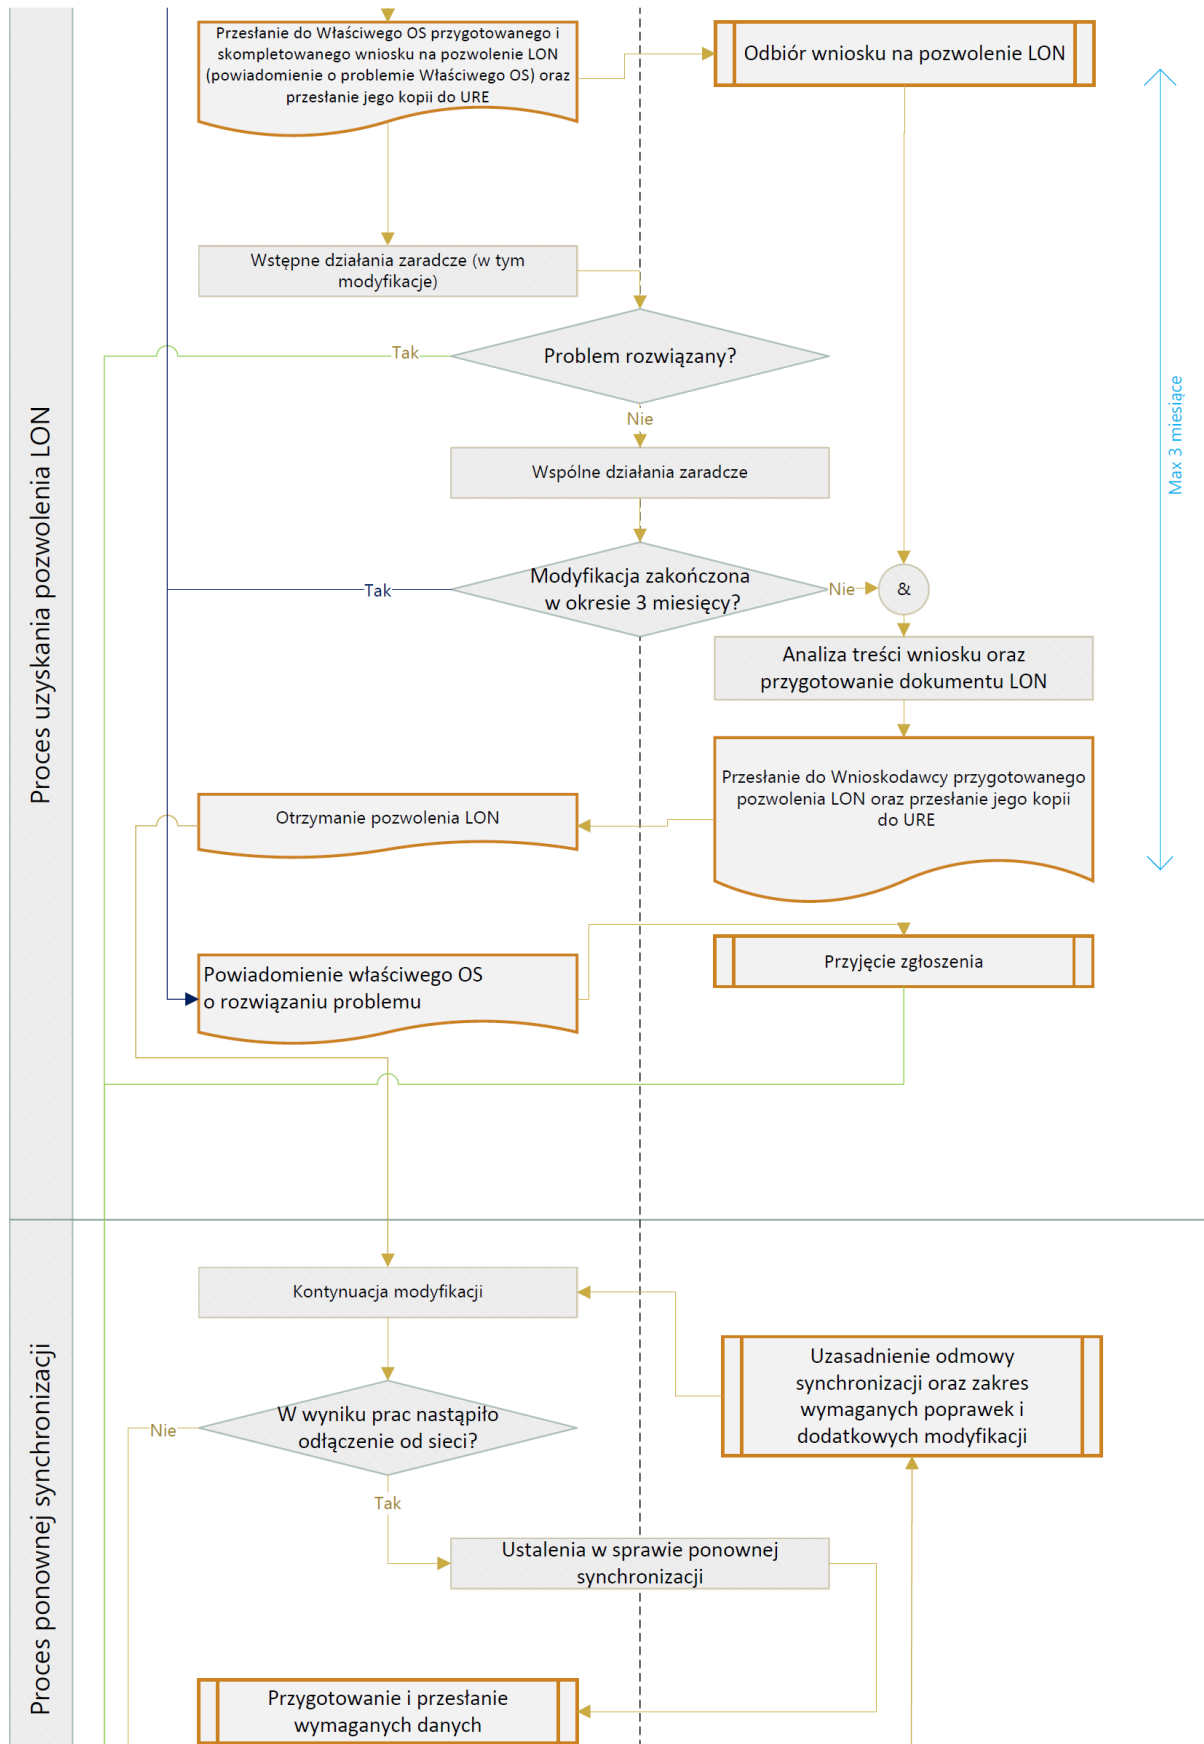 Proces uzyskania pozwolenia LON
Przesłanie do Właściwego OS przygotowanego i
skompletowanego wniosku na pozwolenie LON
(powiadomienie o problemie Właściwego OS) oraz
przesłanie jego kopii do URE
Odbiór wniosku na pozwolenie LON
Wstępne działania zaradcze (w tym
modyfikacje)
Tak
Problem rozwiązany?
Max 3 miesiące
Nie
Wspólne działania zaradcze
Tak
Modyfikacja zakończona
w okresie 3 miesięcy?
Nie
&
Analiza treści wniosku oraz
przygotowanie dokumentu LON
Przesłanie do Wnioskodawcy przygotowanego
pozwolenia LON oraz przesłanie jego kopii
do URE
Otrzymanie pozwolenia LON
Powiadomienie właściwego OS
o rozwiązaniu problemu
Przyjęcie zgłoszenia
Proces ponownej synchronizacji
Kontynuacja modyfikacji
Uzasadnienie odmowy
synchronizacji oraz zakres
wymaganych poprawek i
dodatkowych modyfikacji
Nie
W wyniku prac nastąpiło
odłączenie od sieci?
Tak
Ustalenia w sprawie ponownej
synchronizacji
Przygotowanie i przesłanie
wymaganych danych